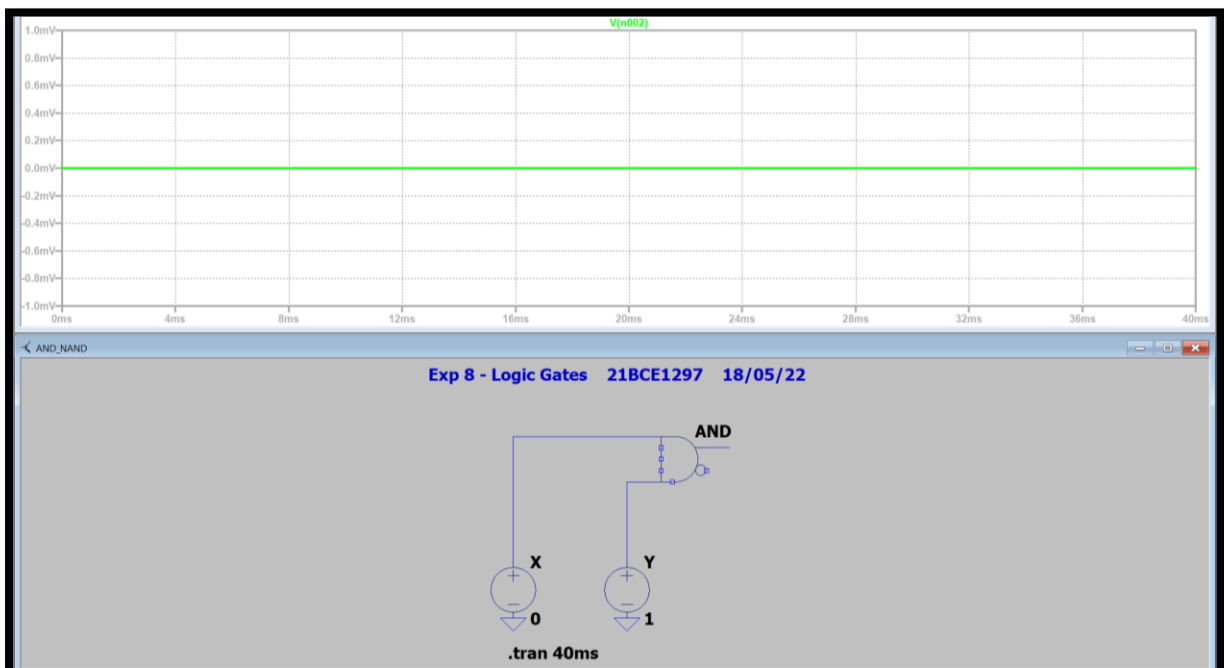 V(n002)
1.0mV
0.8mV
0.6mV
0.4mV
0.2mV
0.0mV
-0.2mV
-0.4mV
-0.6mV
-0.8mV
-1.0mV
0ms 4ms 8ms 12ms 16ms 20ms 24ms 28ms 32ms 36ms 40ms
AND_NAND
Exp 8 - Logic Gates 21BCE1297 18/05/22
AND
X Y
0 1
.tran 40ms